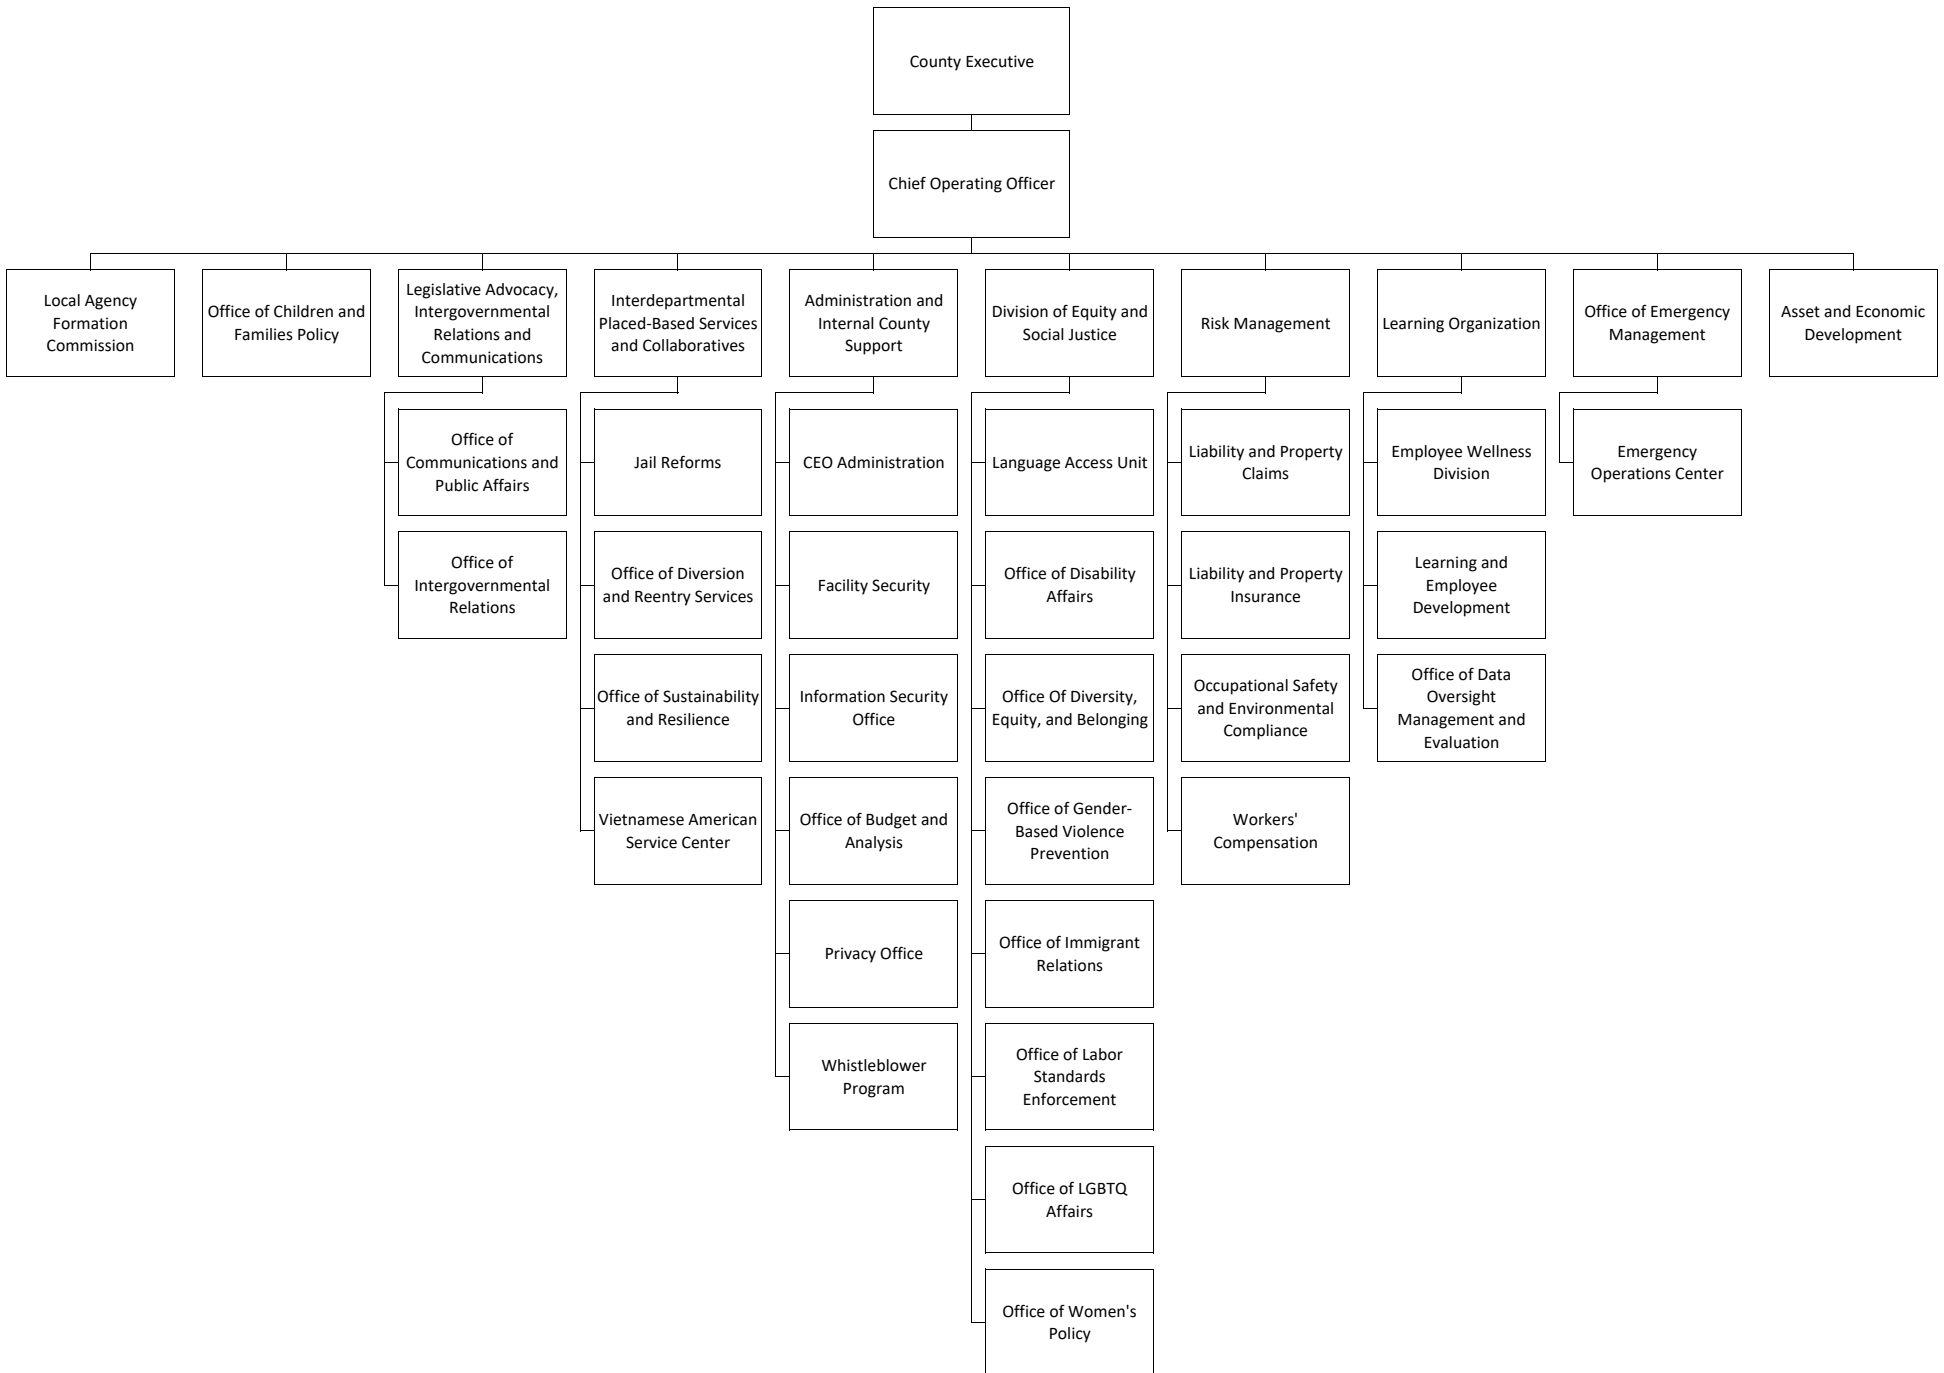 County Executive
Chief Operating Officer
Local Agency
Formation
Commission
Office of Children and
Families Policy
Legislative Advocacy,
Intergovernmental
Relations and
Communications
Interdepartmental
Placed-Based Services
and Collaboratives
Administration and
Internal County
Support
Division of Equity and
Social Justice
Risk Management
Learning Organization
Office of Emergency
Management
Asset and Economic
Development
Office of
Communications and
Public Affairs
Office of
Intergovernmental
Relations
Jail Reforms
Office of Diversion
and Reentry Services
Office of Sustainability
and Resilience
Vietnamese American
Service Center
CEO Administration
Facility Security
Information Security
Office
Office of Budget and
Analysis
Privacy Office
Whistleblower
Program
Language Access Unit
Office of Disability
Affairs
Office Of Diversity,
Equity, and Belonging
Office of Gender-
Based Violence
Prevention
Office of Immigrant
Relations
Office of Labor
Standards
Enforcement
Office of LGBTQ
Affairs
Office of Women's
Policy
Liability and Property
Claims
Liability and Property
Insurance
Occupational Safety
and Environmental
Compliance
Workers'
Compensation
Employee Wellness
Division
Learning and
Employee
Development
Office of Data
Oversight
Management and
Evaluation
Emergency
Operations Center